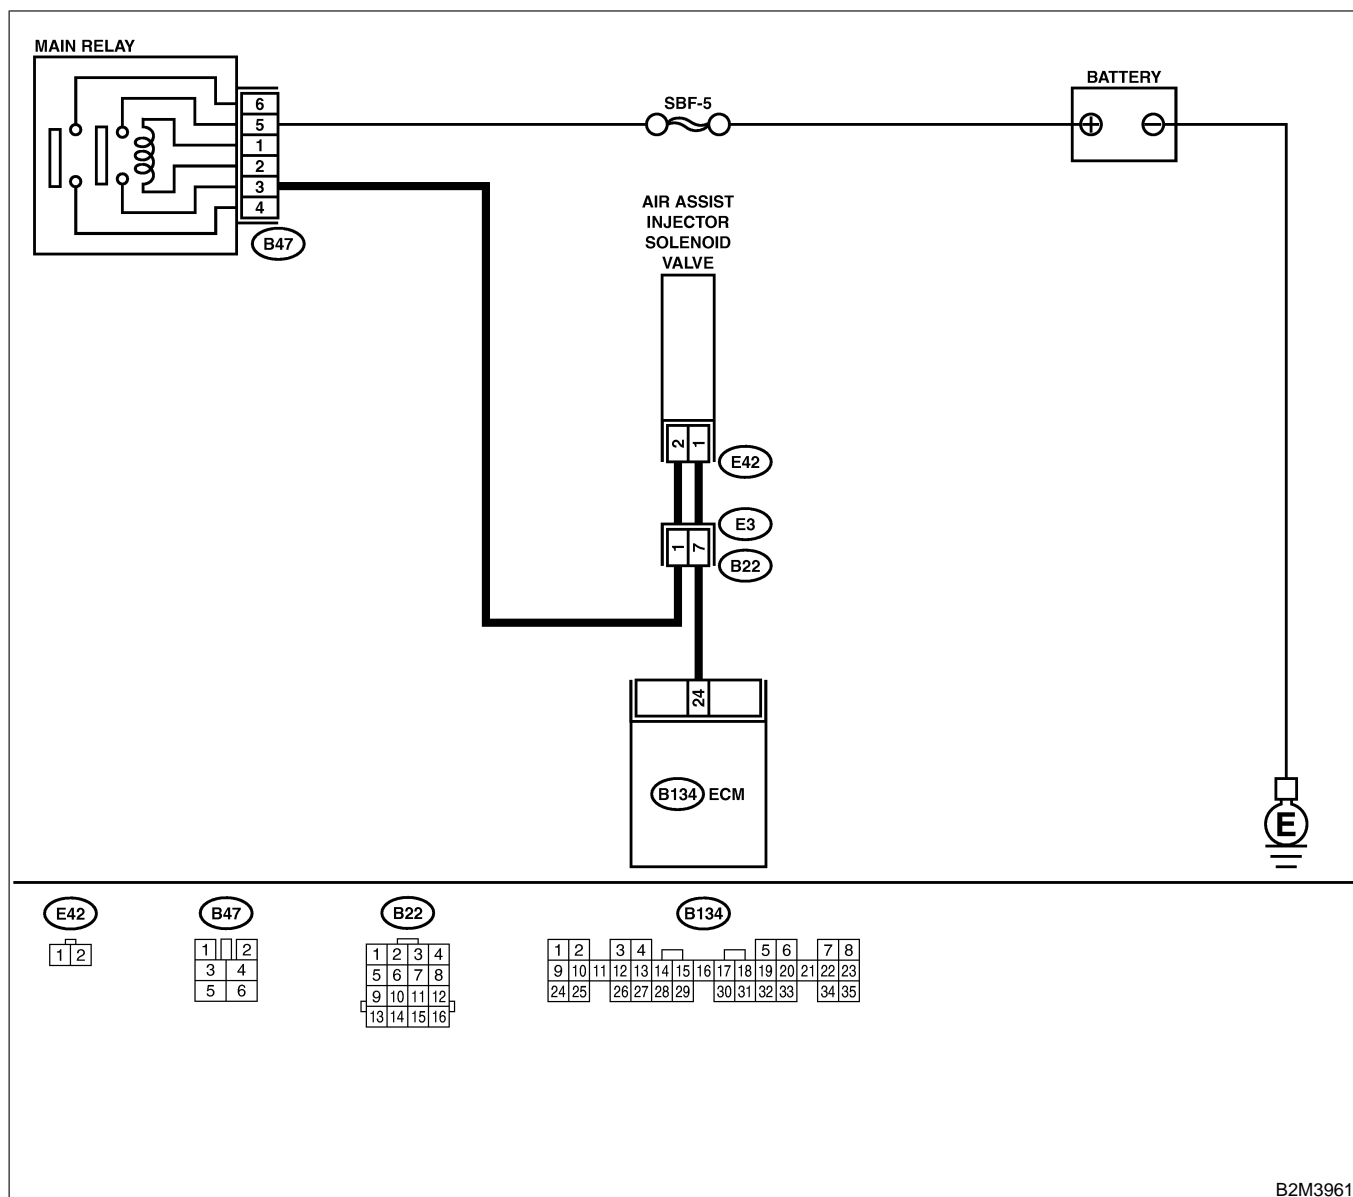 MAIN RELAY
6
5
1
2
3
4
B47
SBF-5
BATTERY
AIR ASSIST
INJECTOR
SOLENOID
VALVE
2 1
E42
E3
1 7
B22
24
B134 ECM
E
E42
1 2
B47
1 2
3 4
5 6
B22
1 2 3 4
5 6 7 8
9 10 11 12
13 14 15 16
B134
1 2 3 4 5 6 7 8
9 10 11 12 13 14 15 16 17 18 19 20 21 22 23
24 25 26 27 28 29 30 31 32 33 34 35
B2M3961